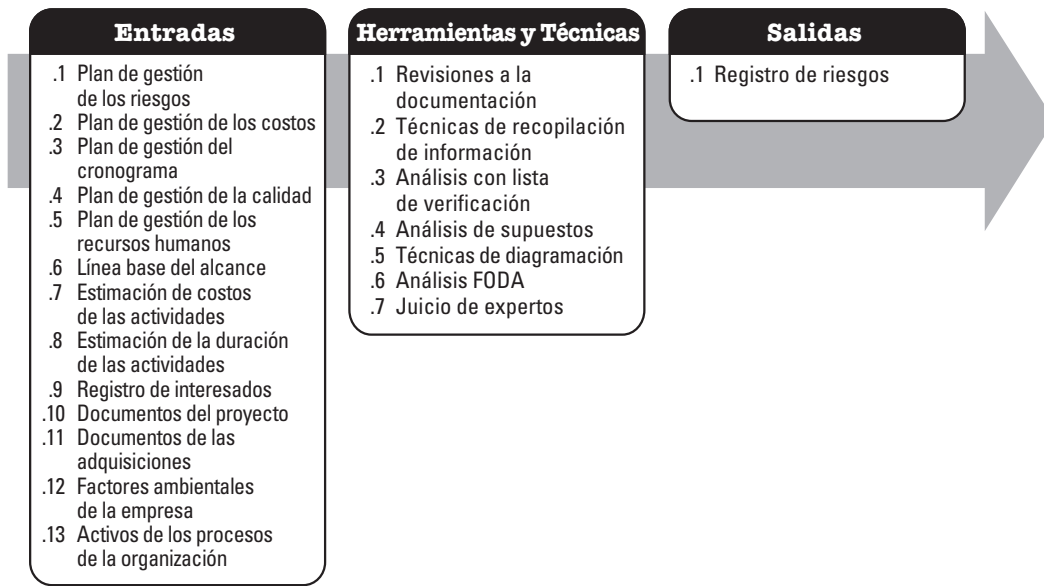 Entradas
.1 Plan de gestión
de los riesgos
.2 Plan de gestión de los costos
.3 Plan de gestión del
cronograma
.4 Plan de gestión de la calidad
.5 Plan de gestión de los
recursos humanos
.6 Línea base del alcance
.7 Estimación de costos
de las actividades
.8 Estimación de la duración
de las actividades
.9 Registro de interesados
.10 Documentos del proyecto
.11 Documentos de las
adquisiciones
.12 Factores ambientales
de la empresa
.13 Activos de los procesos
de la organización
Herramientas y Técnicas
.1 Revisiones a la
documentación
.2 Técnicas de recopilación
de información
.3 Análisis con lista
de verificación
.4 Análisis de supuestos
.5 Técnicas de diagramación
.6 Análisis FODA
.7 Juicio de expertos
Salidas
.1 Registro de riesgos